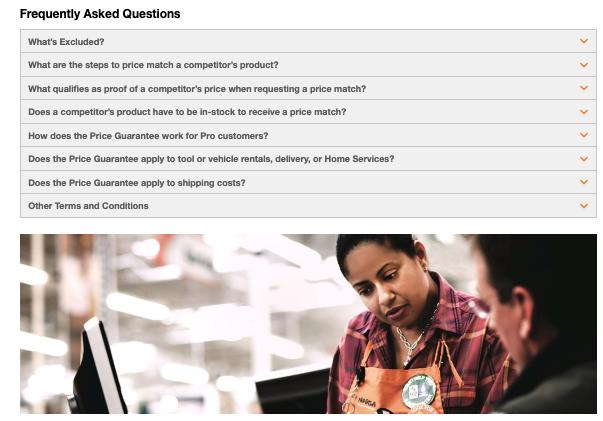 Frequently Asked Questions
What's Excluded?
What are the steps to price match a competitor's product?
What qualifies as proof of a competitor's price when requesting a price match?
Does a competitor's product have to be in-stock to receive a price match?
How does the Price Guarantee work for Pro customers?
Does the Price Guarantee apply to tool or vehicle rentals, delivery, or Home Services?
Does the Price Guarantee apply to shipping costs?
Other Terms and Conditions